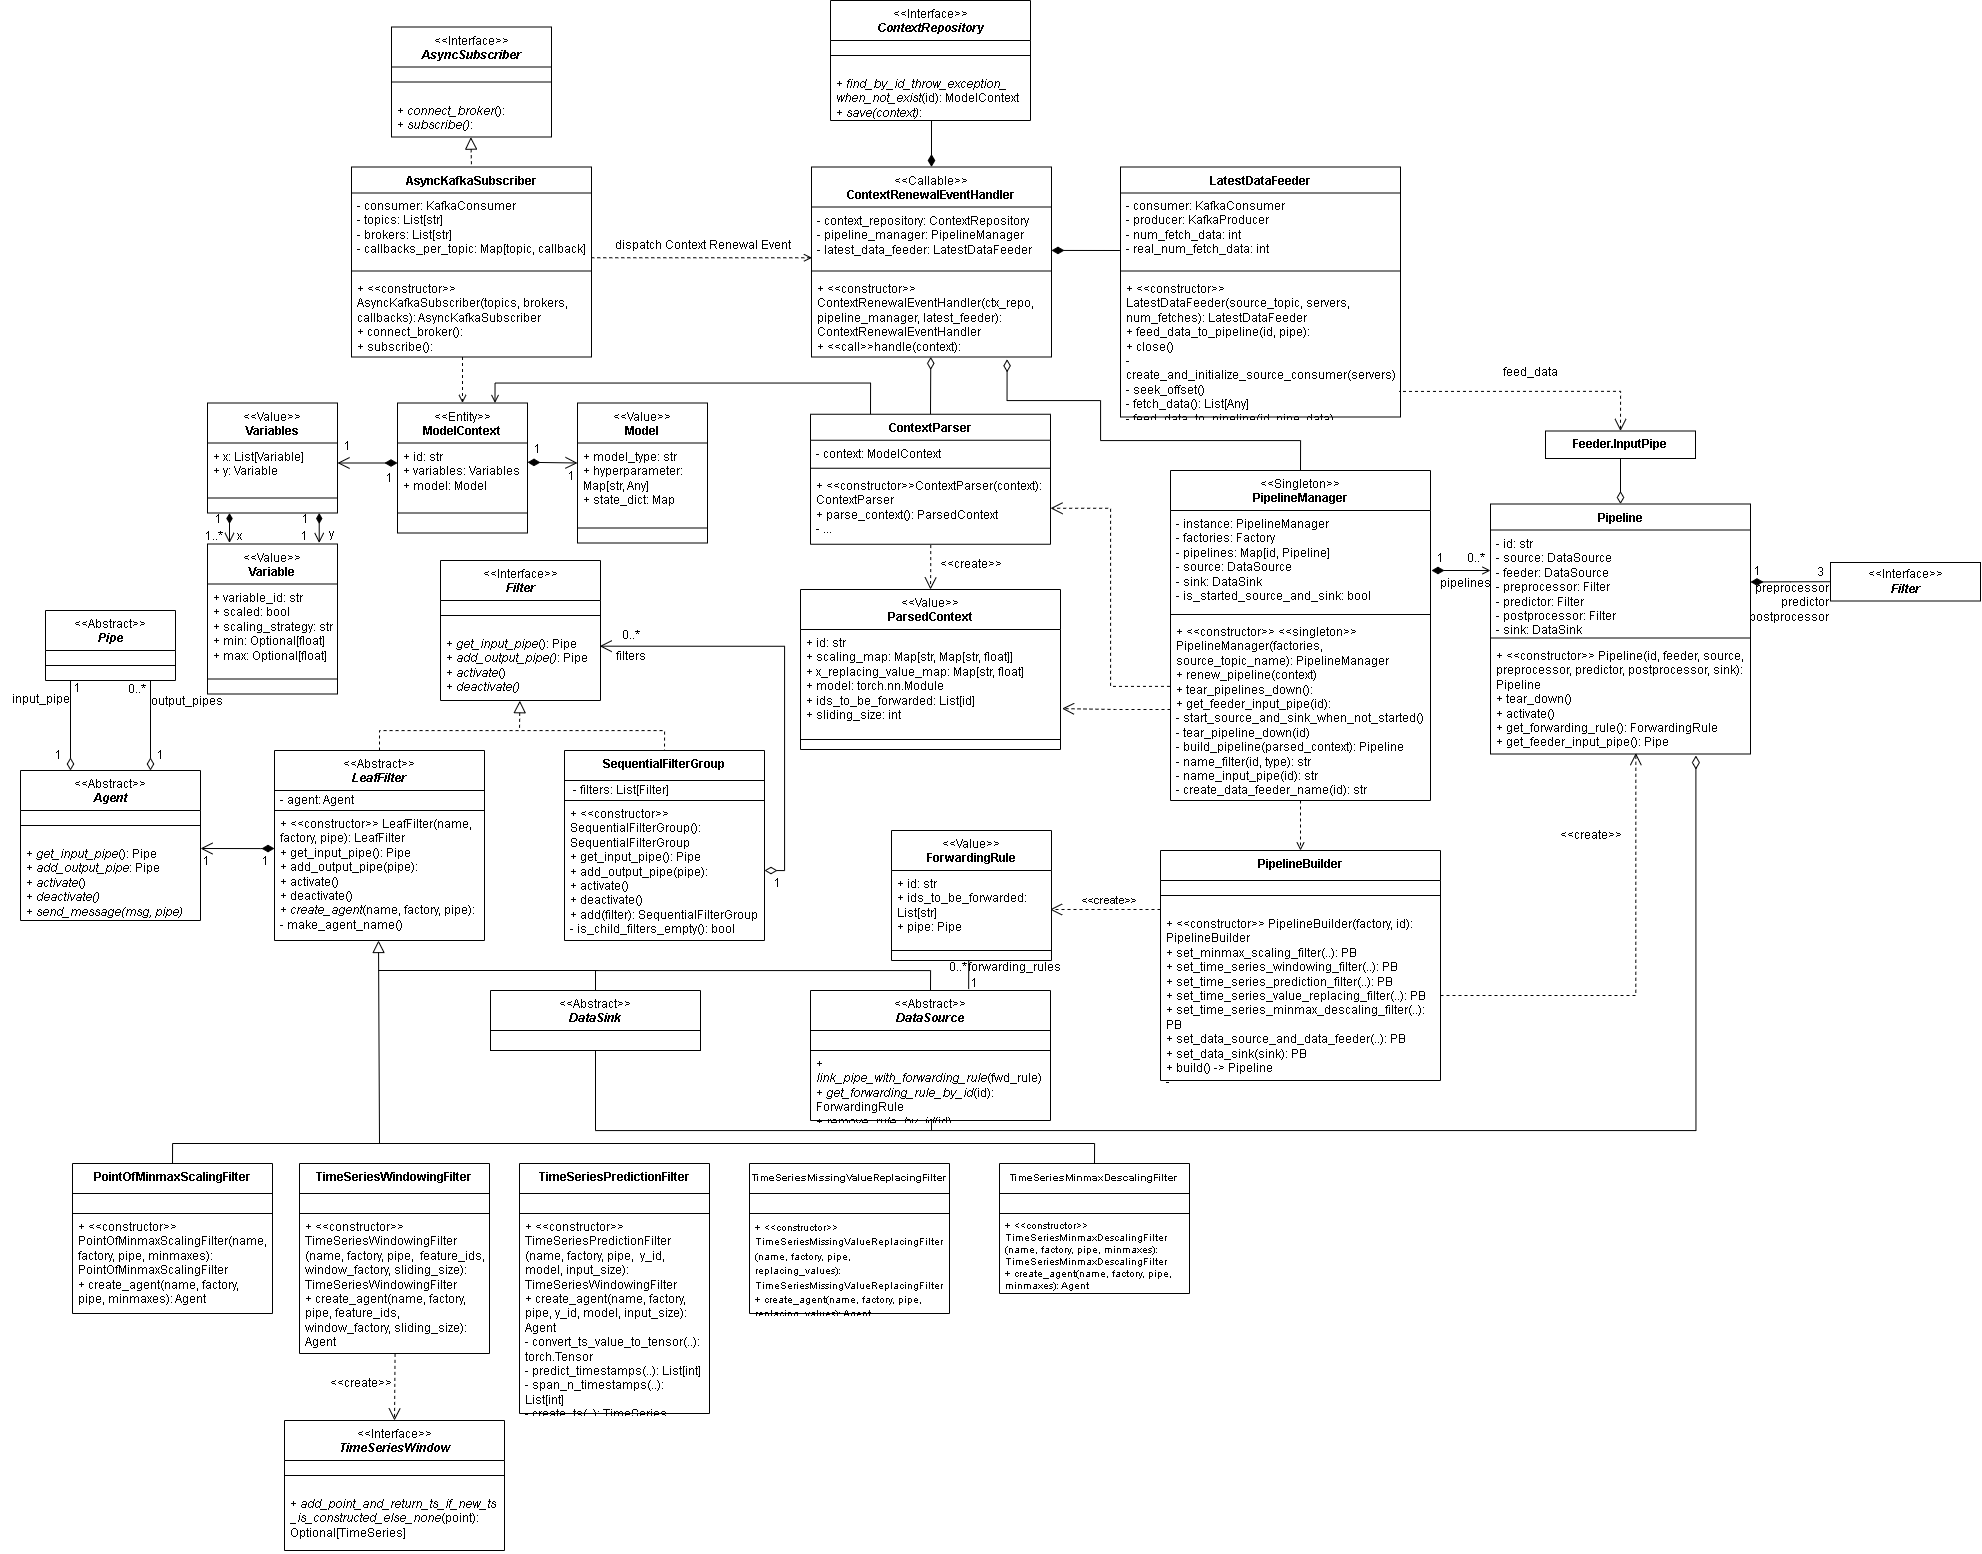 <<Interface>>
ContextRepository
+ find_by_id_throw_exception_
when_not_exist(id): ModelContext
+ save(context):
<<Interface>>
AsyncSubscriber
+ connect_broker():
+ subscribe():
AsyncKafkaSubscriber
- consumer: KafkaConsumer
- topics: List[str]
- brokers: List[str]
- callbacks_per_topic: Map[topic, callback]
+ <<constructor>>
AsyncKafkaSubscriber(topics, brokers,
callbacks): AsyncKafkaSubscriber
+ connect_broker():
+ subscribe():
dispatch Context Renewal Event
<<Callable>>
ContextRenewalEventHandler
- context_repository: ContextRepository
- pipeline_manager: PipelineManager
- latest_data_feeder: LatestDataFeeder
+ <<constructor>>
ContextRenewalEventHandler(ctx_repo,
pipeline_manager, latest_feeder):
ContextRenewalEventHandler
+ <<call>>handle(context):
LatestDataFeeder
- consumer: KafkaConsumer
- producer: KafkaProducer
- num_fetch_data: int
- real_num_fetch_data: int
+ <<constructor>>
LatestDataFeeder(source_topic, servers,
num_fetches): LatestDataFeeder
+ feed_data_to_pipeline(id, pipe):
+ close()
-
create_and_initialize_source_consumer(servers)
- seek_offset()
- fetch_data(): List[Any]
- feed_data_to_pipeline(id, pipe, data)
feed_data
Feeder.InputPipe
<<Value>>
Variables
+ x: List[Variable]
+ y: Variable
1
1
<<Entity>>
ModelContext
+ id: str
+ variables: Variables
+ model: Model
1
1
<<Value>>
Model
+ model_type: str
+ hyperparameter:
Map[str, Any]
+ state_dict: Map
1
1..*
x
1
1
y
<<Value>>
Variable
+ variable_id: str
+ scaled: bool
+ scaling_strategy: str
+ min: Optional[float]
+ max: Optional[float]
ContextParser
- context: ModelContext
+ <<constructor>>ContextParser(context):
ContextParser
+ parse_context(): ParsedContext
- ...
<<create>>
<<Value>>
ParsedContext
+ id: str
+ scaling_map: Map[str, Map[str, float]]
+ x_replacing_value_map: Map[str, float]
+ model: torch.nn.Module
+ ids_to_be_forwarded: List[id]
+ sliding_size: int
<<Singleton>>
PipelineManager
- instance: PipelineManager
- factories: Factory
- pipelines: Map[id, Pipeline]
- source: DataSource
- sink: DataSink
- is_started_source_and_sink: bool
+ <<constructor>> <<singleton>>
PipelineManager(factories,
source_topic_name): PipelineManager
+ renew_pipeline(context)
+ tear_pipelines_down():
+ get_feeder_input_pipe(id):
- start_source_and_sink_when_not_started()
- tear_pipeline_down(id)
- build_pipeline(parsed_context): Pipeline
- name_filter(id, type): str
- name_input_pipe(id): str
- create_data_feeder_name(id): str
1
0..*
pipelines
Pipeline
- id: str
- source: DataSource
- feeder: DataSource
- preprocessor: Filter
- predictor: Filter
- postprocessor: Filter
- sink: DataSink
+ <<constructor>> Pipeline(id, feeder, source,
preprocessor, predictor, postprocessor, sink):
Pipeline
+ tear_down()
+ activate()
+ get_forwarding_rule(): ForwardingRule
+ get_feeder_input_pipe(): Pipe
1
3
preprocessor
predictor
postprocessor
<<Interface>>
Filter
<<Interface>>
Filter
+ get_input_pipe(): Pipe
+ add_output_pipe(): Pipe
+ activate()
+ deactivate()
0..*
filters
<<Abstract>>
Pipe
1
input_pipe
0..*
output_pipes
1
1
<<Abstract>>
Agent
+ get_input_pipe(): Pipe
+ add_output_pipe: Pipe
+ activate()
+ deactivate()
+ send_message(msg, pipe)
1
1
<<Abstract>>
LeafFilter
- agent: Agent
+ <<constructor>> LeafFilter(name,
factory, pipe): LeafFilter
+ get_input_pipe(): Pipe
+ add_output_pipe(pipe):
+ activate()
+ deactivate()
+ create_agent(name, factory, pipe):
- make_agent_name()
SequentialFilterGroup
- filters: List[Filter]
+ <<constructor>>
SequentialFilterGroup():
SequentialFilterGroup
+ get_input_pipe(): Pipe
+ add_output_pipe(pipe):
+ activate()
+ deactivate()
+ add(filter): SequentialFilterGroup
- is_child_filters_empty(): bool
1
<<Value>>
ForwardingRule
+ id: str
+ ids_to_be_forwarded:
List[str]
+ pipe: Pipe
<<create>>
0..*
forwarding_rules
1
PipelineBuilder
+ <<constructor>> PipelineBuilder(factory, id):
PipelineBuilder
+ set_minmax_scaling_filter(..): PB
+ set_time_series_windowing_filter(..): PB
+ set_time_series_prediction_filter(..): PB
+ set_time_series_value_replacing_filter(..): PB
+ set_time_series_minmax_descaling_filter(..):
PB
+ set_data_source_and_data_feeder(..): PB
+ set_data_sink(sink): PB
+ build() -> Pipeline
-
<<create>>
<<Abstract>>
DataSink
<<Abstract>>
DataSource
+
link_pipe_with_forwarding_rule(fwd_rule)
+ get_forwarding_rule_by_id(id):
ForwardingRule
+ remove_rule_by_id(id)
PointOfMinmaxScalingFilter
+ <<constructor>>
PointOfMinmaxScalingFilter(name,
factory, pipe, minmaxes):
PointOfMinmaxScalingFilter
+ create_agent(name, factory,
pipe, minmaxes): Agent
TimeSeriesWindowingFilter
+ <<constructor>>
TimeSeriesWindowingFilter
(name, factory, pipe, feature_ids,
window_factory, sliding_size):
TimeSeriesWindowingFilter
+ create_agent(name, factory,
pipe, feature_ids,
window_factory, sliding_size):
Agent
TimeSeriesPredictionFilter
+ <<constructor>>
TimeSeriesPredictionFilter
(name, factory, pipe, y_id,
model, input_size):
TimeSeriesWindowingFilter
+ create_agent(name, factory,
pipe, y_id, model, input_size):
Agent
- convert_ts_value_to_tensor(..):
torch.Tensor
- predict_timestamps(..): List[int]
- span_n_timestamps(..):
List[int]
- create_ts(..): TimeSeries
TimeSeriesMissingValueReplacingFilter
+ <<constructor>>
TimeSeriesMissingValueReplacingFilter
(name, factory, pipe,
replacing_values):
TimeSeriesMissingValueReplacingFilter
+ create_agent(name, factory, pipe,
replacing_values): Agent
TimeSeriesMinmaxDescalingFilter
+ <<constructor>>
TimeSeriesMinmaxDescalingFilter
(name, factory, pipe, minmaxes):
TimeSeriesMinmaxDescalingFilter
+ create_agent(name, factory, pipe,
minmaxes): Agent
<<create>>
<<Interface>>
TimeSeriesWindow
+ add_point_and_return_ts_if_new_ts
_is_constructed_else_none(point):
Optional[TimeSeries]